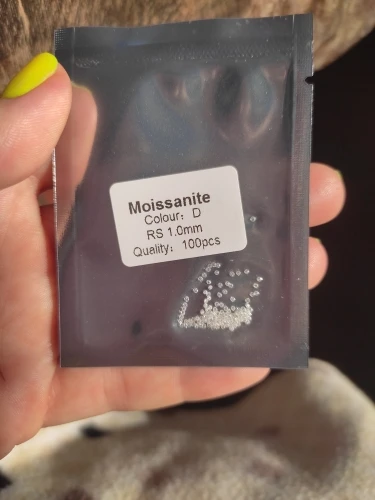 Moissanite
Colour: D
RS 1.0mm
Quality: 100pcs